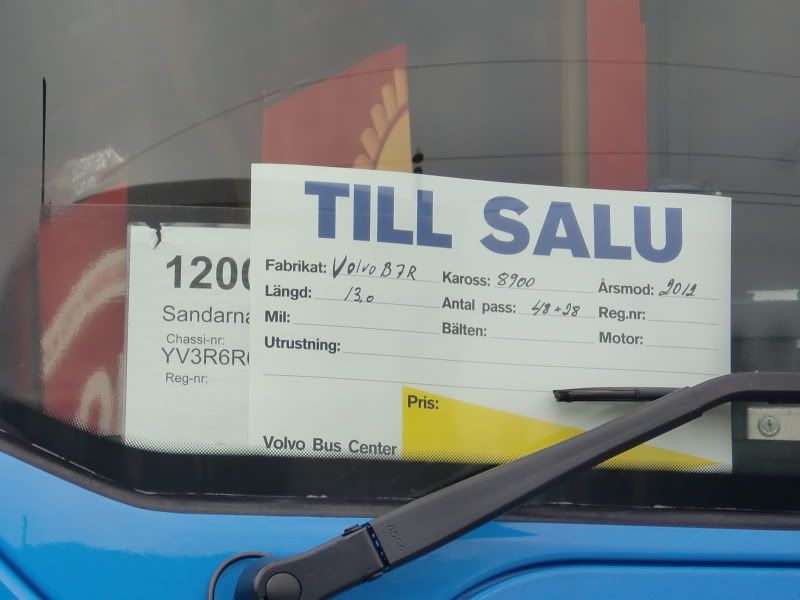 TILL SALU
Fabrikat: Volvo B7R Kaross: 8900 Årsmod: 2012
Längd: 13,0 Antal pass: 48+28 Reg.nr:
Mil: Bälten: Motor:
Utrustning:
Pris:
Volvo Bus Center
1200
Sandarna
Chassi-nr:
YV3R6R
Reg-nr: